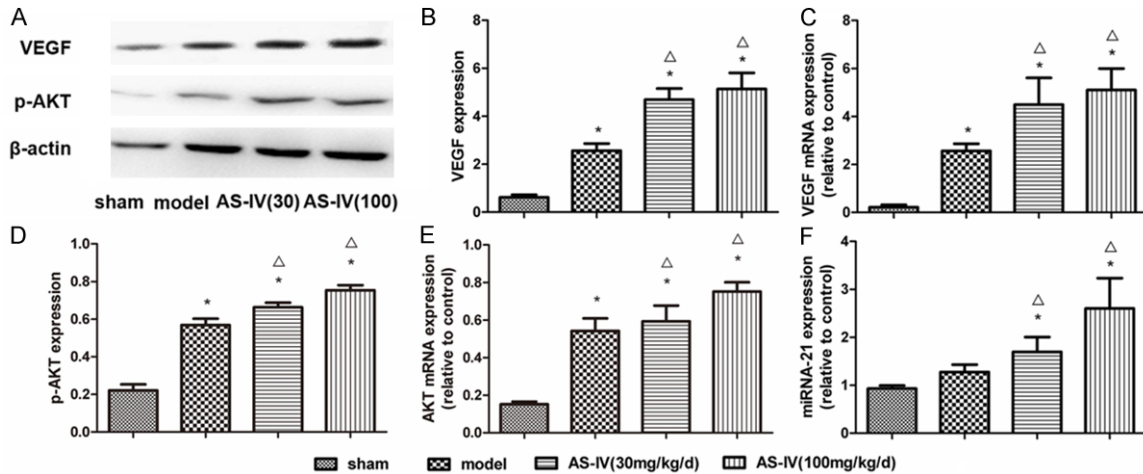 A
VEGF
p-AKT
β-actin
sham model AS-IV(30) AS-IV(100)
B
VEGF expression
8
6
4
2
0
*
△
*
△
*
C
VEGF mRNA expression
(relative to control)
8
6
4
2
0
*
△
*
△
*
D
p-AKT expression
1.0
0.8
0.6
0.4
0.2
0.0
*
△
*
△
*
E
AKT mRNA expression
(relative to control)
1.0
0.8
0.6
0.4
0.2
0.0
*
△
*
△
*
F
miRNA-21 expression
(relative to control)
4
3
2
1
0
△
*
△
*
sham model AS-IV(30mg/kg/d) AS-IV(100mg/kg/d)